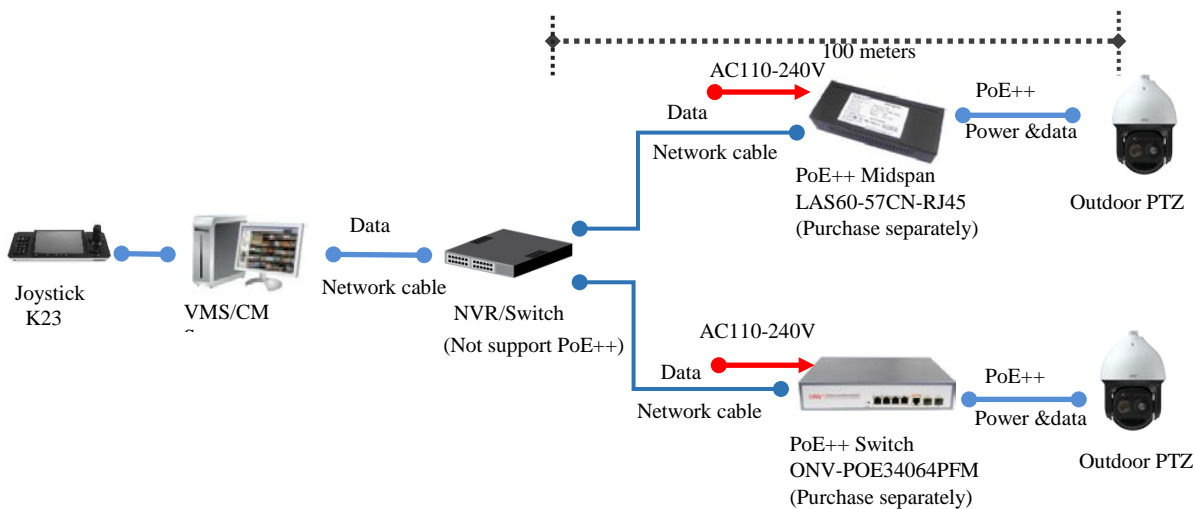 100 meters
AC110-240V
Data
Network cable
PoE++
Power &data
PoE++ Midspan
LAS60-57CN-RJ45
(Purchase separately)
Outdoor PTZ
Joystick
K23
VMS/CM
Data
Network cable
NVR/Switch
(Not support PoE++)
AC110-240V
Data
Network cable
PoE++
Power &data
PoE++ Switch
ONV-POE34064PFM
(Purchase separately)
Outdoor PTZ